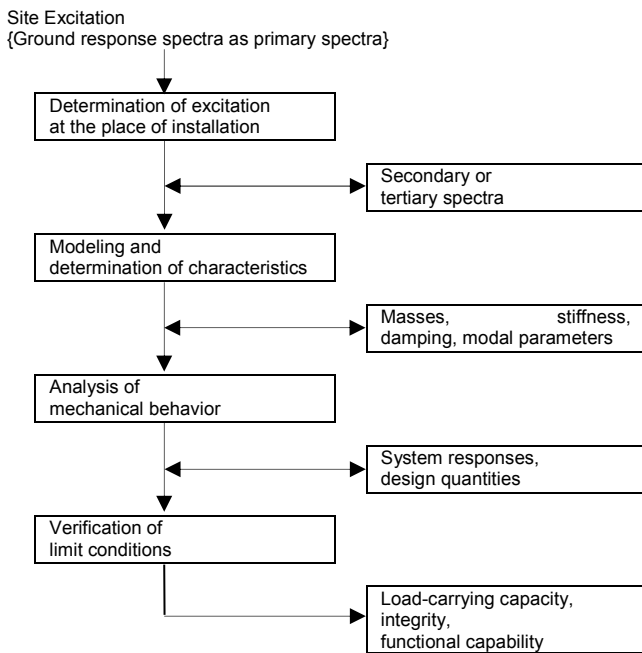 Site Excitation
{Ground response spectra as primary spectra}
Determination of excitation
at the place of installation
Secondary or
tertiary spectra
Modeling and
determination of characteristics
Masses, stiffness,
damping, modal parameters
Analysis of
mechanical behavior
System responses,
design quantities
Verification of
limit conditions
Load-carrying capacity,
integrity,
functional capability